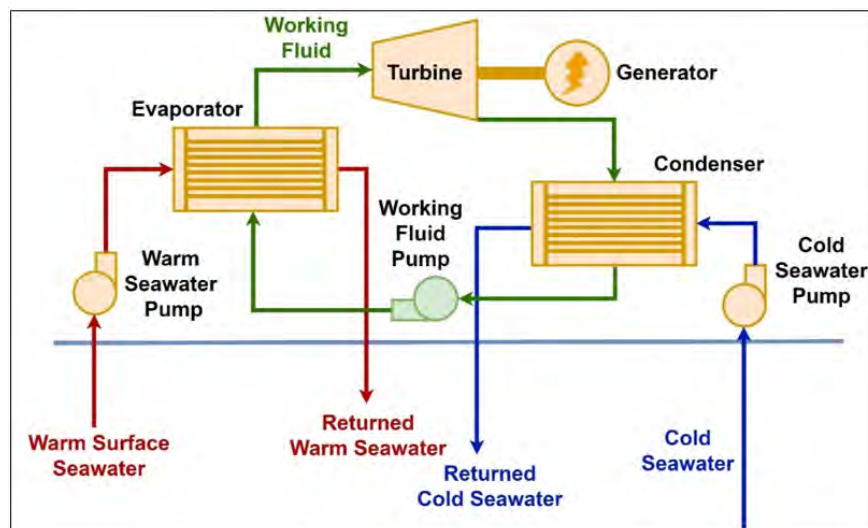 Working
Fluid
Turbine
Generator
Evaporator
Condenser
Working
Fluid
Pump
Warm
Seawater
Pump
Cold
Seawater
Pump
Warm Surface
Seawater
Returned
Warm Seawater
Returned
Cold Seawater
Cold
Seawater